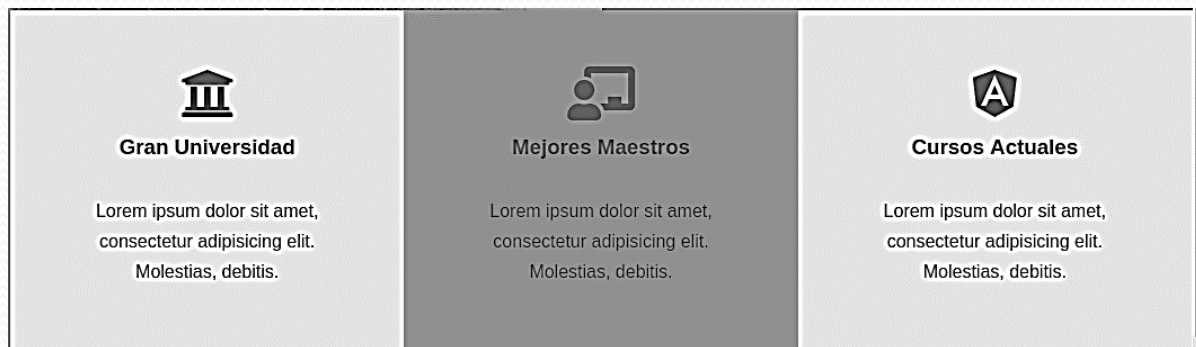 Gran Universidad
Lorem ipsum dolor sit amet,
consectetur adipisicing elit.
Molestias, debitis.
Mejores Maestros
Lorem ipsum dolor sit amet,
consectetur adipisicing elit.
Molestias, debitis.
Cursos Actuales
Lorem ipsum dolor sit amet,
consectetur adipisicing elit.
Molestias, debitis.